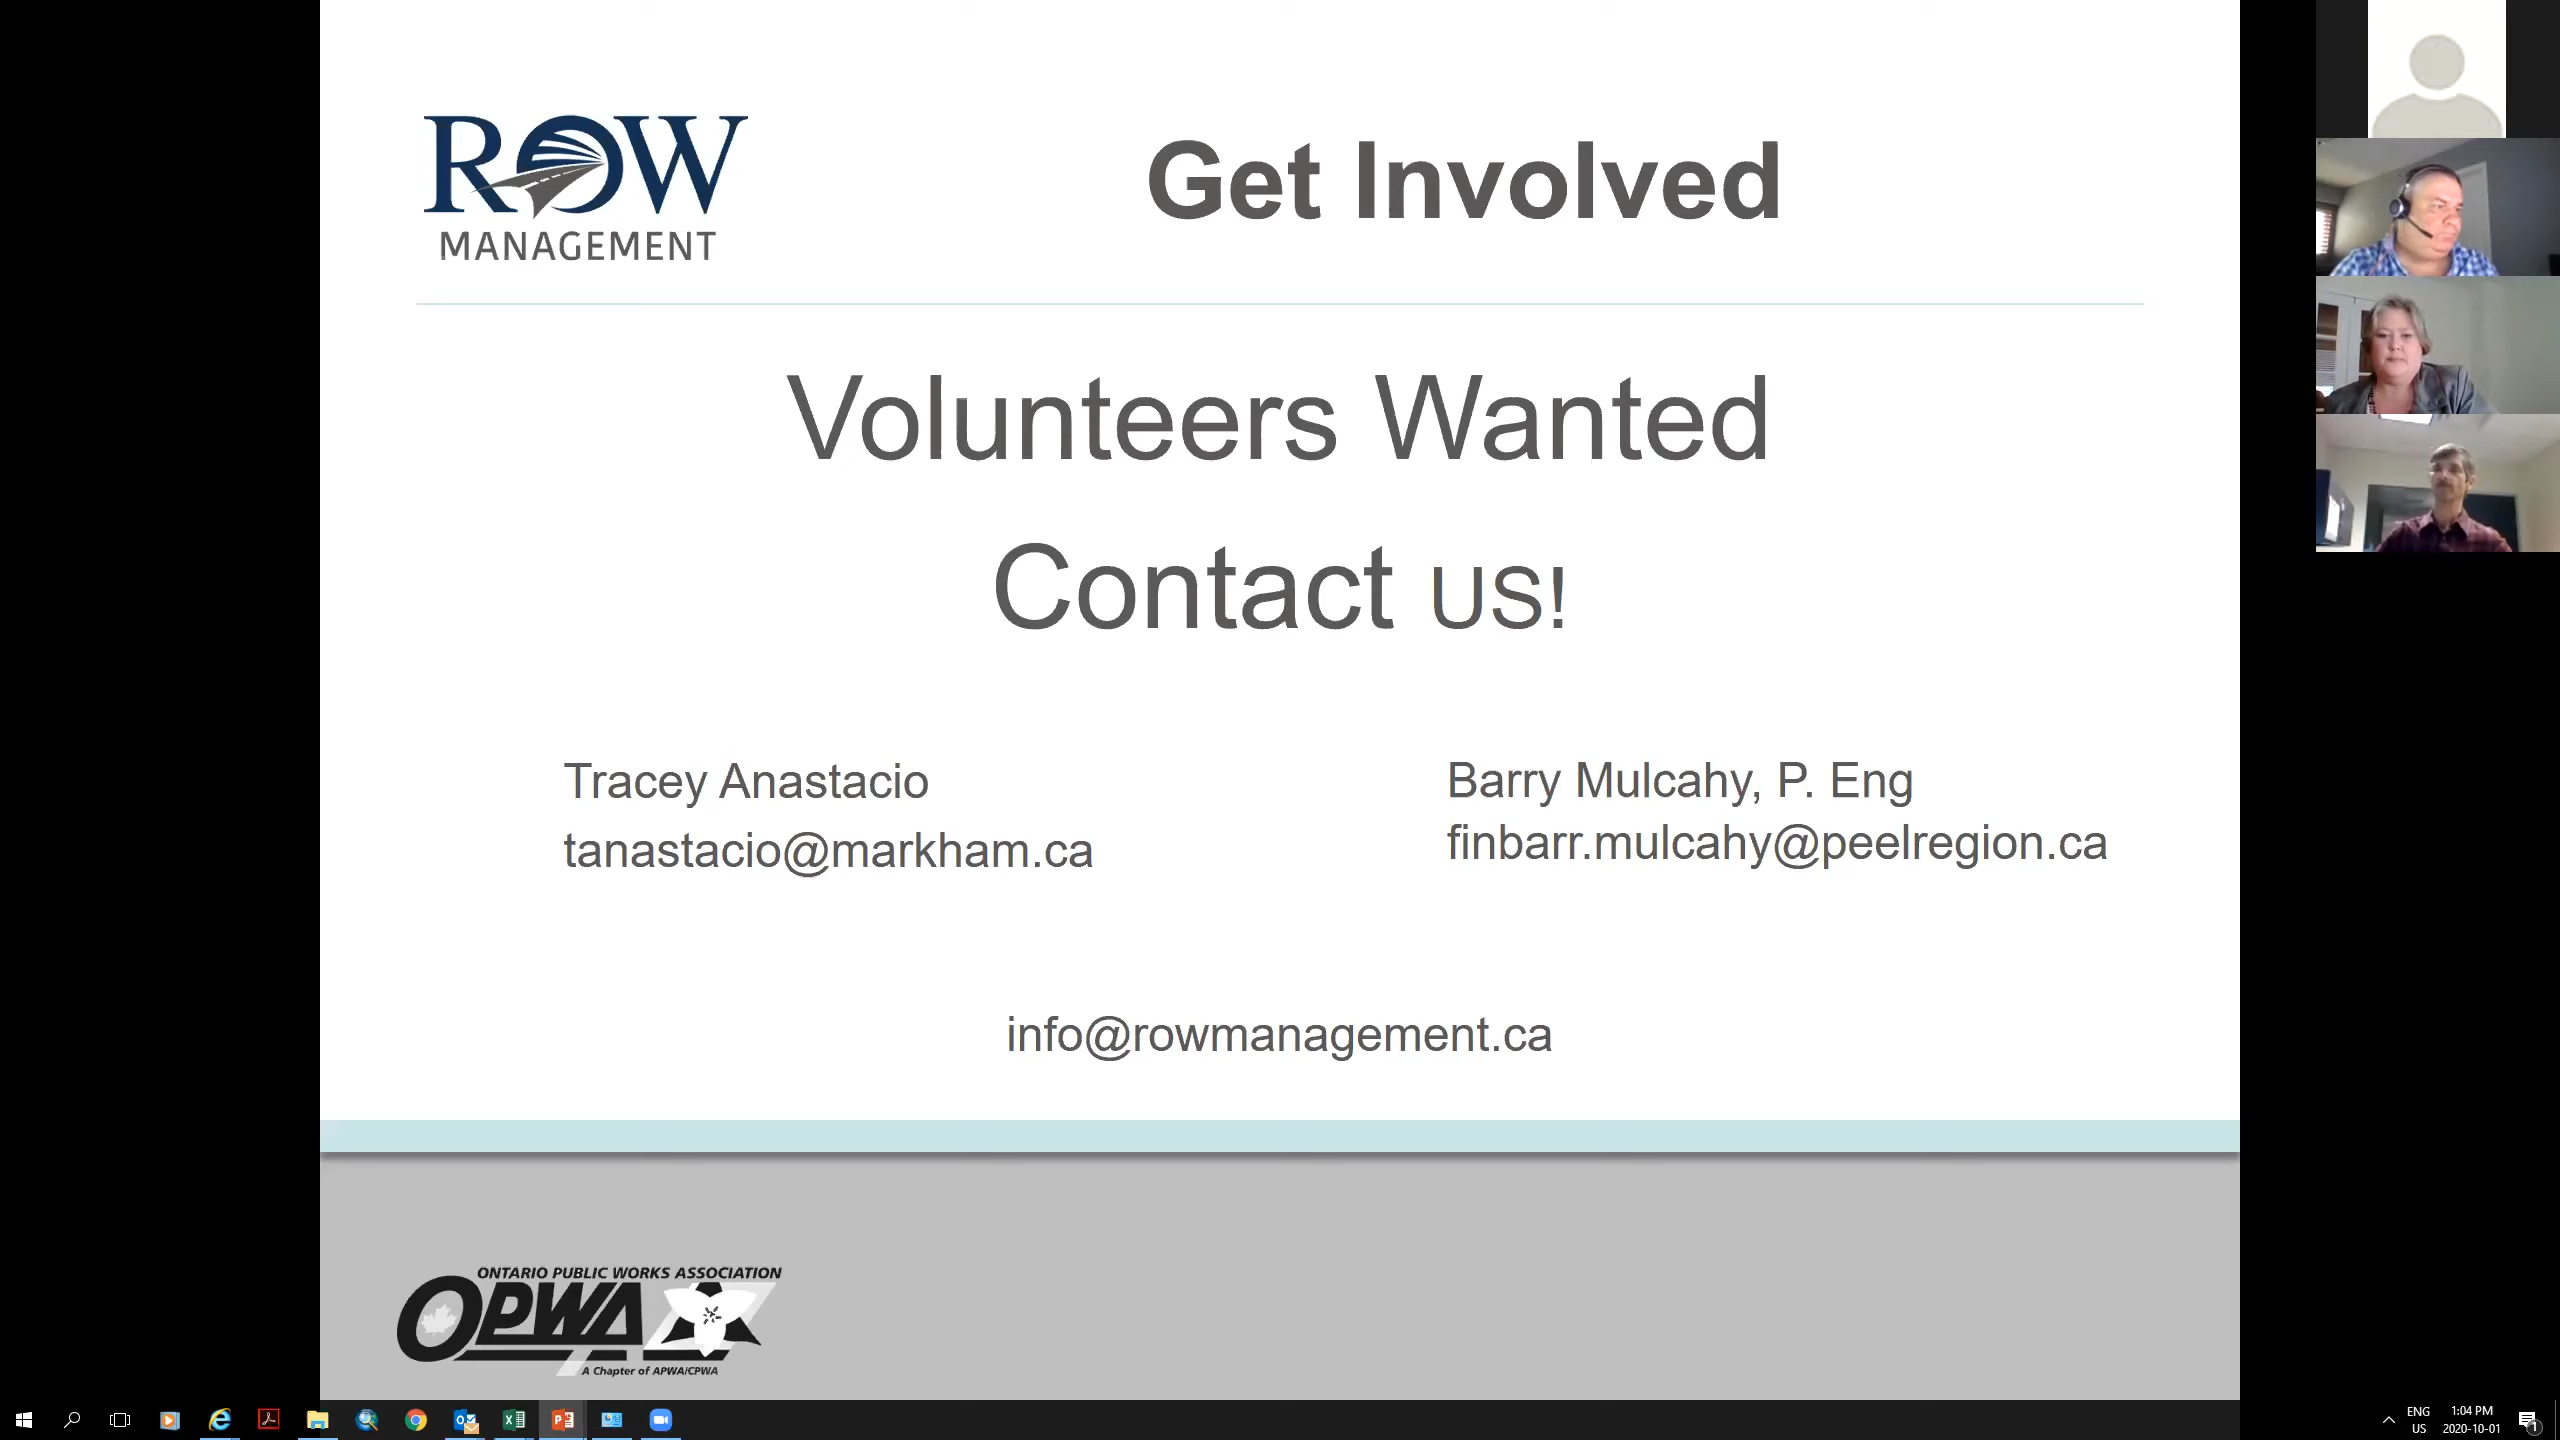 ROW
MANAGEMENT
Get Involved
Volunteers Wanted
Contact US!
Tracey Anastacio
tanastacio@markham.ca
Barry Mulcahy, P. Eng
finbarr.mulcahy@peelregion.ca
info@rowmanagement.ca
ONTARIO PUBLIC WORKS ASSOCIATION
OPWA
A Chapter of APWA/CPWA
ENG
US
1:04 PM
2020-10-01
1